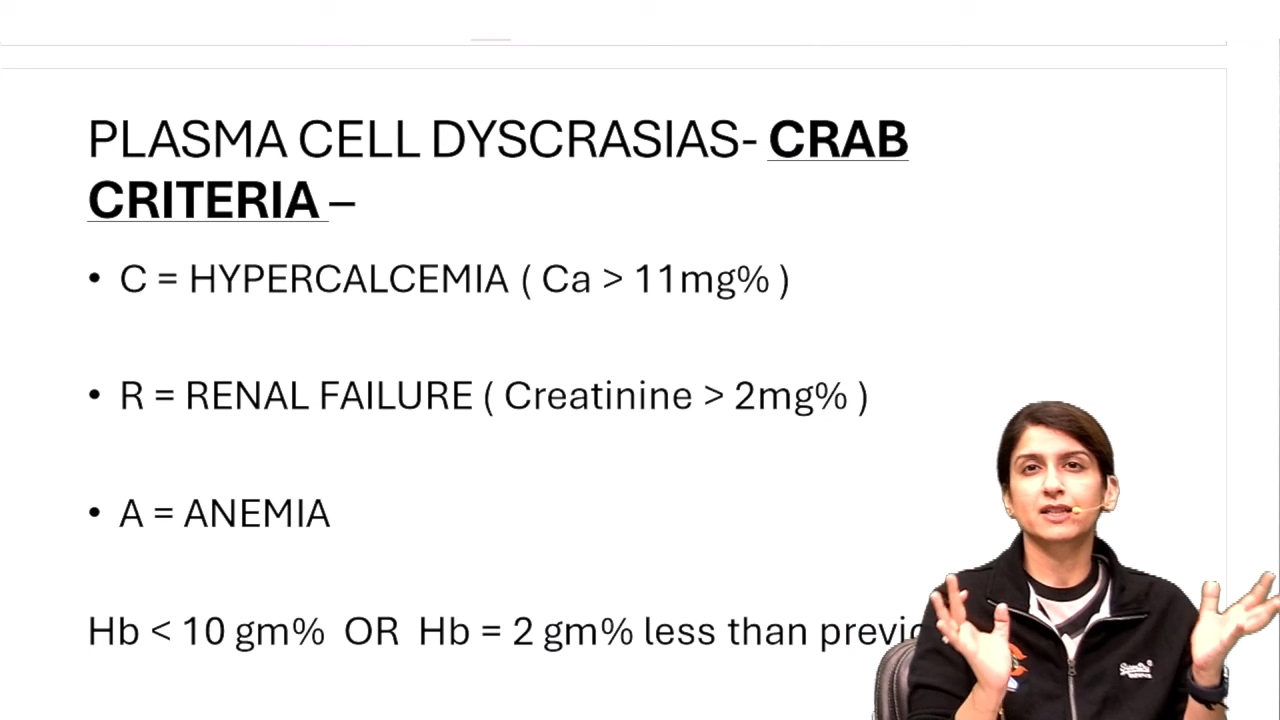 PLASMA CELL DYSCRASIAS- CRAB
CRITERIA –
• C = HYPERCALCEMIA ( Ca > 11mg% )
• R = RENAL FAILURE ( Creatinine > 2mg% )
• A = ANEMIA
Hb < 10 gm% OR Hb = 2 gm% less than